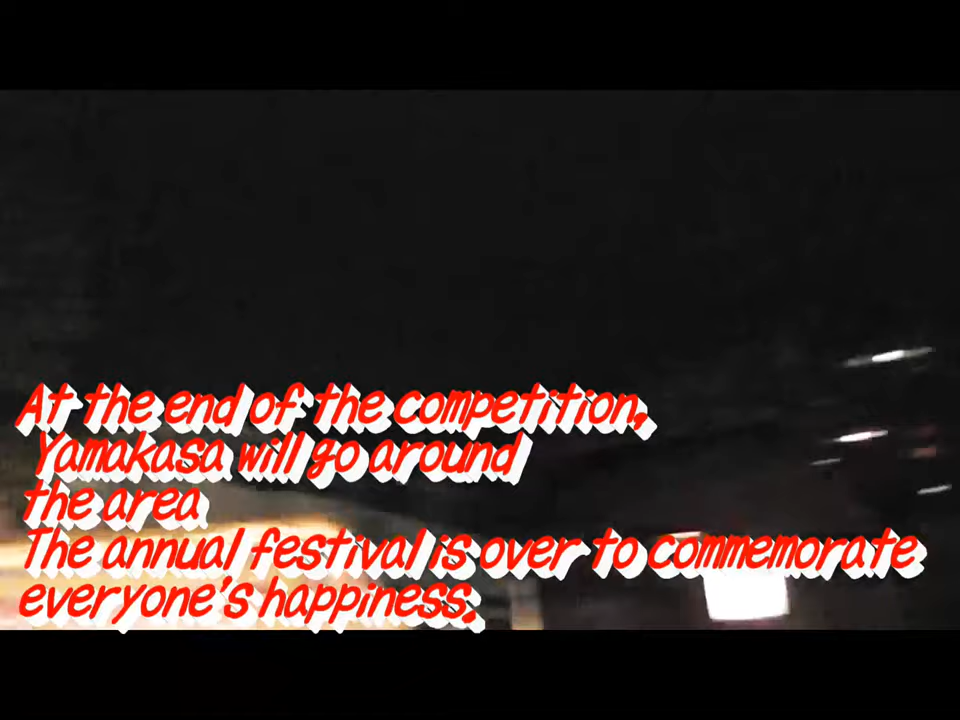 At the end of the competition,
Yamakasa will go around
the area
The annual festival is over to commemorate
everyone's happiness.